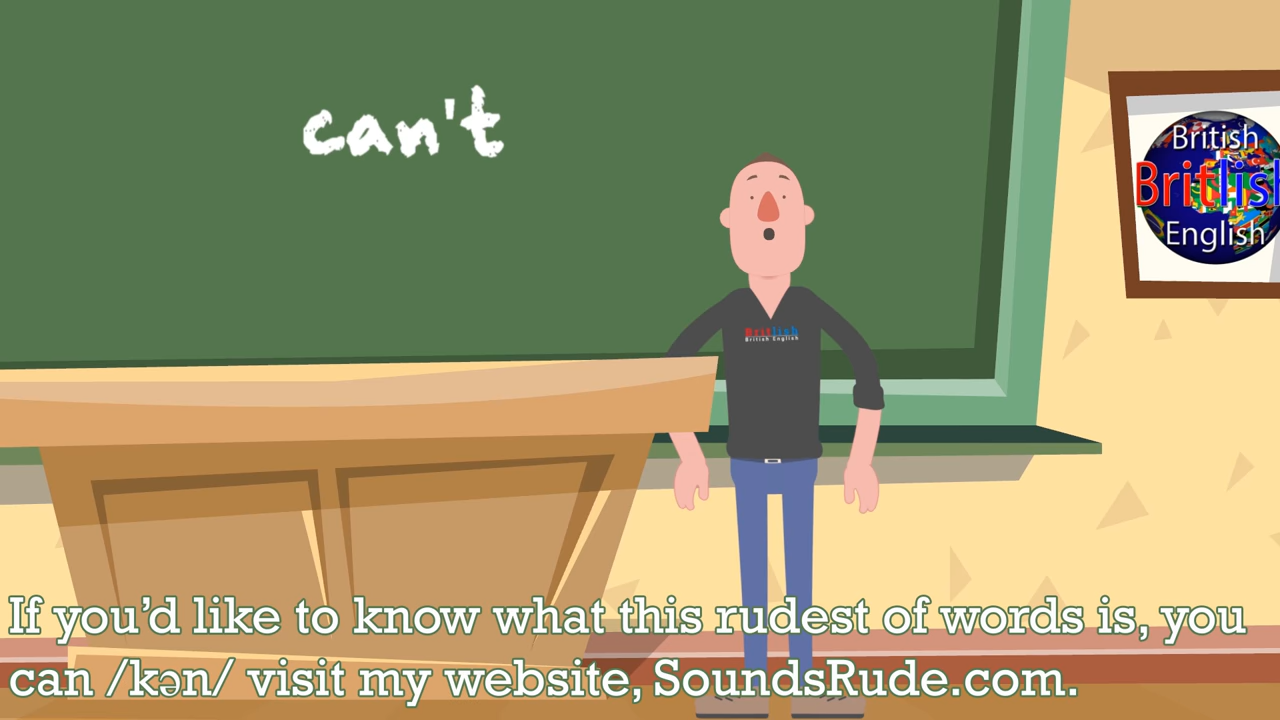 can't
British
Britlish
English
Britlish
British English
If you’d like to know what this rudest of words is, you
can /kən/ visit my website, SoundsRude.com.